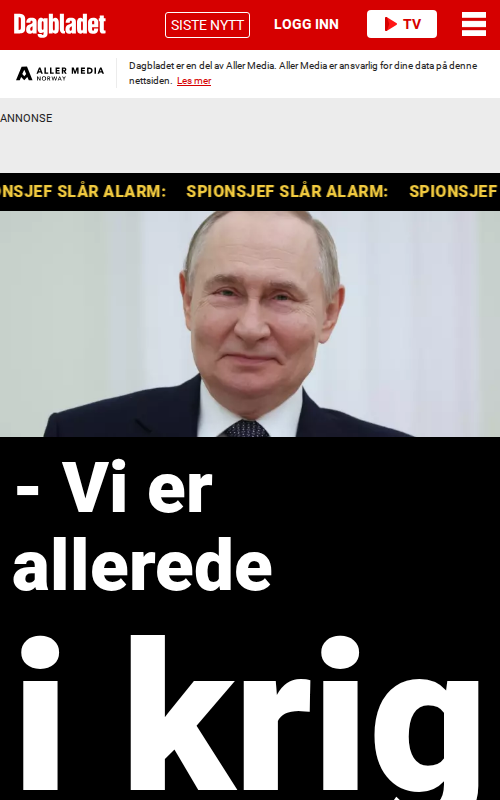 Dagbladet
SISTE NYTT
LOGG INN
TV
ALLER MEDIA
NORWAY
Dagbladet er en del av Aller Media. Aller Media er ansvarlig for dine data på denne
nettsiden. Les mer
ANNONSE
NSJEF SLÅR ALARM: SPIONSJEF SLÅR ALARM: SPIONSJEF
- Vi er
allerede
i krig